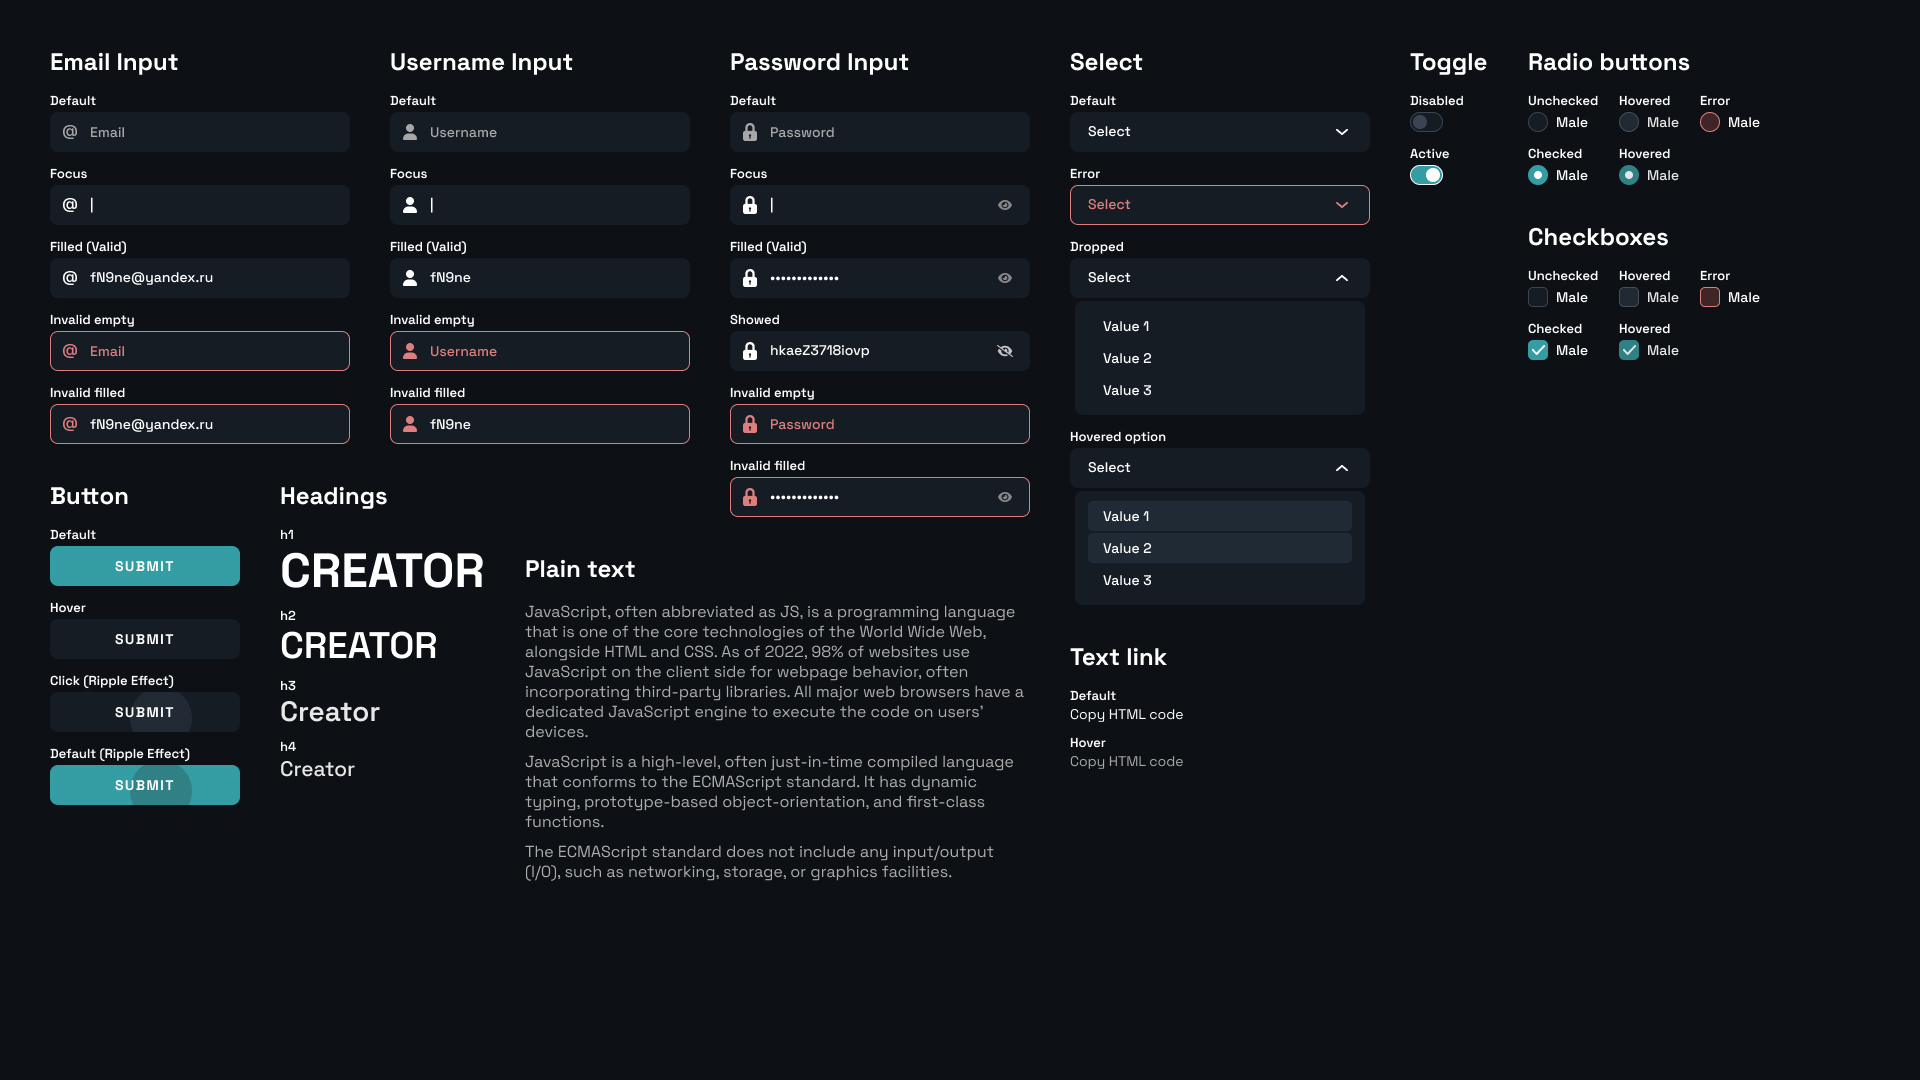 Email Input
Default
@ Email
Focus
@ |
Filled (Valid)
@ fN9ne@yandex.ru
Invalid empty
@ Email
Invalid filled
@ fN9ne@yandex.ru
Username Input
Default
Username
Focus
|
Filled (Valid)
fN9ne
Invalid empty
Username
Invalid filled
fN9ne
Password Input
Default
Password
Focus
|
Filled (Valid)
•••••••••••••
Showed
hkaeZ3718iovp
Invalid empty
Password
Invalid filled
•••••••••••••
Select
Default
Select
Error
Select
Dropped
Select
Value 1
Value 2
Value 3
Hovered option
Select
Value 1
Value 2
Value 3
Toggle
Disabled
Active
Radio buttons
Unchecked Hovered Error
Male Male Male
Checked Hovered
Male Male
Checkboxes
Unchecked Hovered Error
Male Male Male
Checked Hovered
Male Male
Button
Default
SUBMIT
Hover
SUBMIT
Click (Ripple Effect)
SUBMIT
Default (Ripple Effect)
SUBMIT
Headings
h1
CREATOR
h2
CREATOR
h3
Creator
h4
Creator
Plain text
JavaScript, often abbreviated as JS, is a programming language
that is one of the core technologies of the World Wide Web,
alongside HTML and CSS. As of 2022, 98% of websites use
JavaScript on the client side for webpage behavior, often
incorporating third-party libraries. All major web browsers have a
dedicated JavaScript engine to execute the code on users'
devices.
JavaScript is a high-level, often just-in-time compiled language
that conforms to the ECMAScript standard. It has dynamic
typing, prototype-based object-orientation, and first-class
functions.
The ECMAScript standard does not include any input/output
(I/O), such as networking, storage, or graphics facilities.
Text link
Default
Copy HTML code
Hover
Copy HTML code